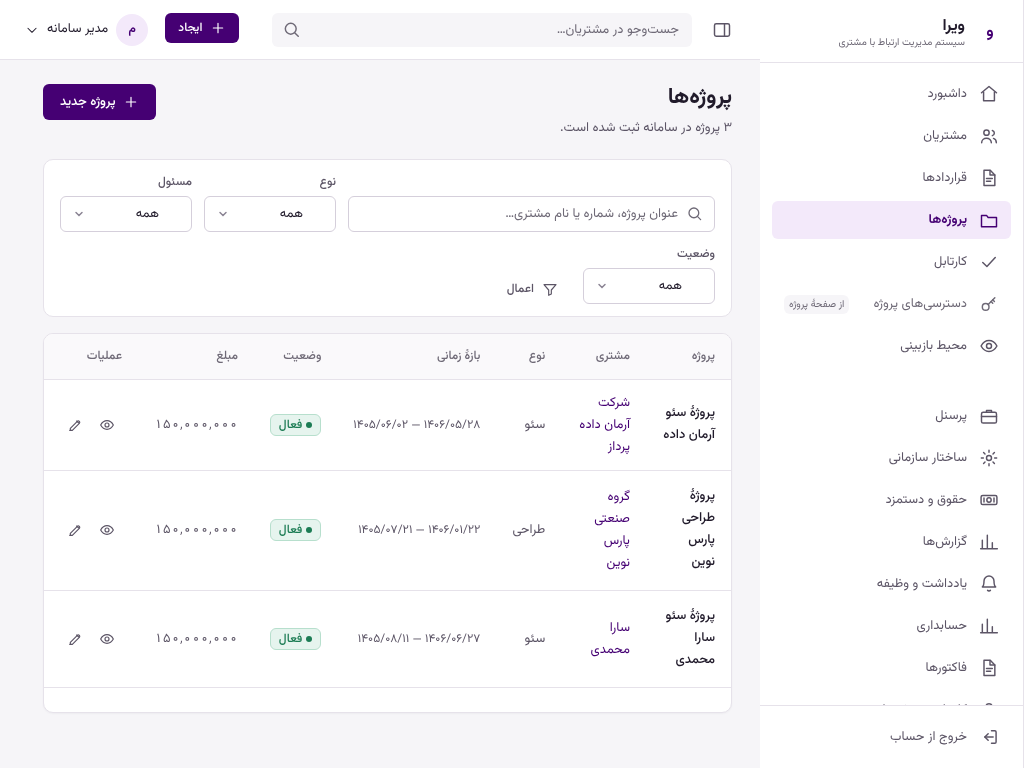 و
ویرا
سیستم مدیریت ارتباط با مشتری
جست‌وجو در مشتریان...
ایجاد
م
مدیر سامانه
داشبورد
مشتریان
قراردادها
پروژه‌ها
کارتابل
دسترسی‌های پروژه
از صفحهٔ پروژه
محیط بازبینی
پرسنل
ساختار سازمانی
حقوق و دستمزد
گزارش‌ها
یادداشت و وظیفه
حسابداری
فاکتورها
خروج از حساب
پروژه‌ها
۳ پروژه در سامانه ثبت شده است.
پروژه جدید
نوع
مسئول
عنوان پروژه، شماره یا نام مشتری...
همه
همه
وضعیت
همه
اعمال
پروژه مشتری نوع بازهٔ زمانی وضعیت مبلغ عملیات
پروژهٔ سئو
آرمان داده
شرکت
آرمان داده
پرداز
سئو
۱۴۰۵/۰۶/۰۲ — ۱۴۰۶/۰۵/۲۸
فعال
۱۵۰,۰۰۰,۰۰۰
پروژهٔ
طراحی
پارس
نوین
گروه
صنعتی
پارس
نوین
طراحی
۱۴۰۵/۰۷/۲۱ — ۱۴۰۶/۰۱/۲۲
فعال
۱۵۰,۰۰۰,۰۰۰
پروژهٔ سئو
سارا
محمدی
سارا
محمدی
سئو
۱۴۰۵/۰۸/۱۱ — ۱۴۰۶/۰۶/۲۷
فعال
۱۵۰,۰۰۰,۰۰۰